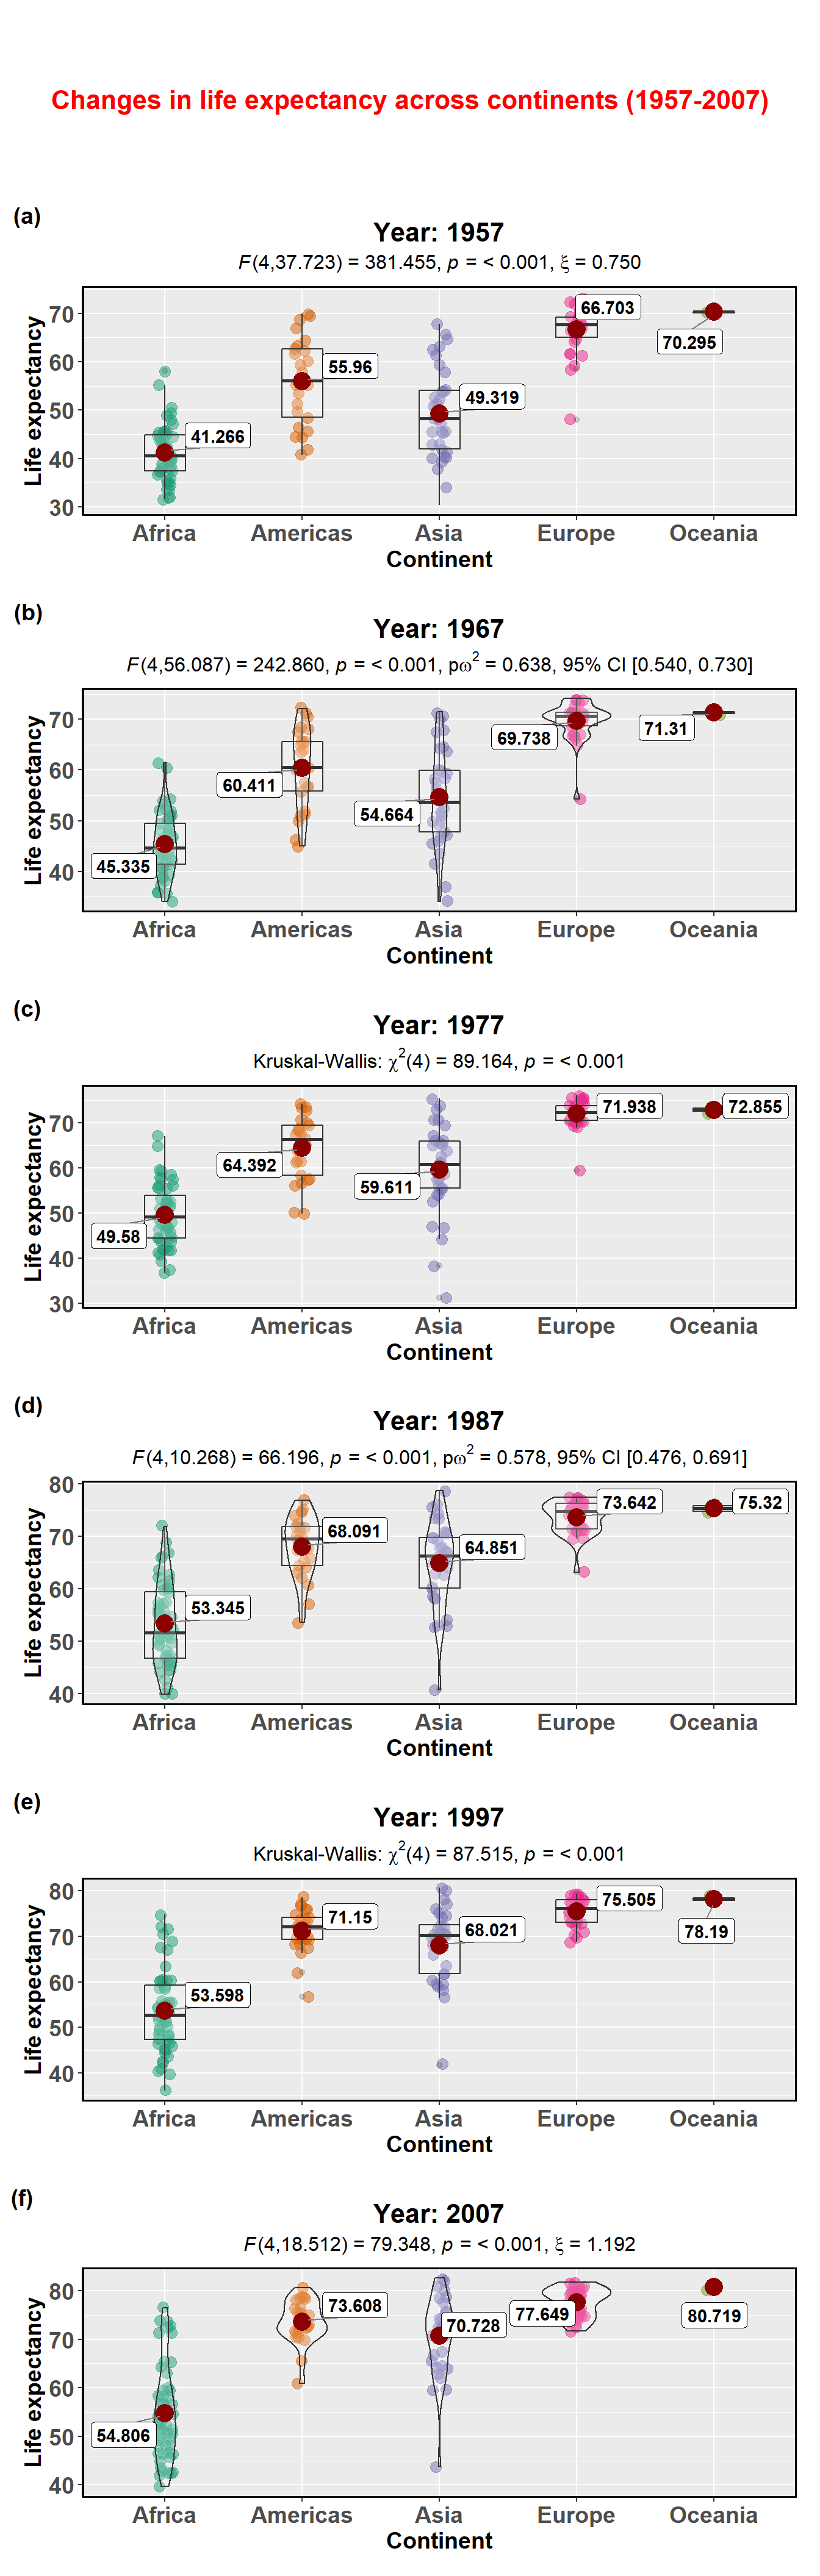 Changes in life expectancy across continents (1957-2007)
(a)
Year: 1957
F(4,37.723) = 381.455, p = < 0.001, ξ = 0.750
Life expectancy
70
60
50
40
30
41.266
55.96
49.319
66.703
70.295
Africa Americas Asia Europe Oceania
Continent
(b)
Year: 1967
F(4,56.087) = 242.860, p = < 0.001, pω² = 0.638, 95% CI [0.540, 0.730]
Life expectancy
70
60
50
40
45.335
60.411
54.664
69.738
71.31
Africa Americas Asia Europe Oceania
Continent
(c)
Year: 1977
Kruskal-Wallis: χ²(4) = 89.164, p = < 0.001
Life expectancy
70
60
50
40
30
49.58
64.392
59.611
71.938
72.855
Africa Americas Asia Europe Oceania
Continent
(d)
Year: 1987
F(4,10.268) = 66.196, p = < 0.001, pω² = 0.578, 95% CI [0.476, 0.691]
Life expectancy
80
70
60
50
40
53.345
68.091
64.851
73.642
75.32
Africa Americas Asia Europe Oceania
Continent
(e)
Year: 1997
Kruskal-Wallis: χ²(4) = 87.515, p = < 0.001
Life expectancy
80
70
60
50
40
53.598
71.15
68.021
75.505
78.19
Africa Americas Asia Europe Oceania
Continent
(f)
Year: 2007
F(4,18.512) = 79.348, p = < 0.001, ξ = 1.192
Life expectancy
80
70
60
50
40
54.806
73.608
70.728
77.649
80.719
Africa Americas Asia Europe Oceania
Continent